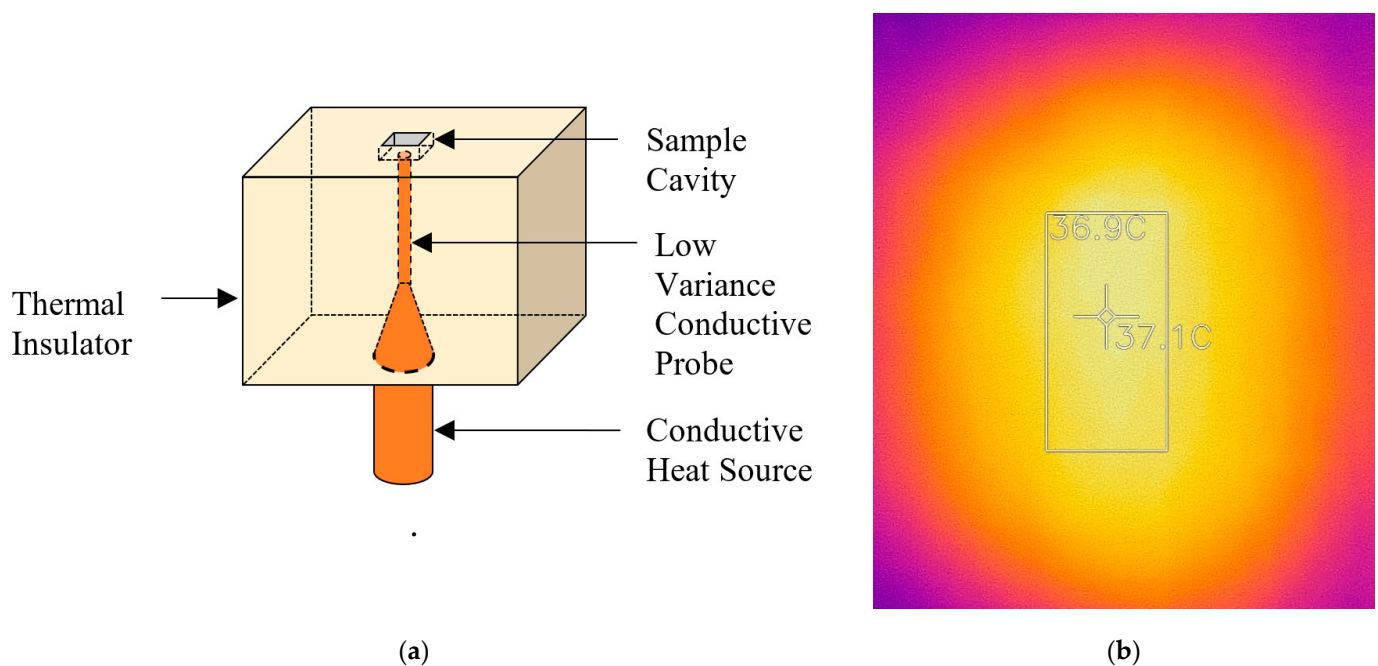 Sample
Cavity
Low
Variance
Conductive
Probe
Thermal
Insulator
Conductive
Heat Source
.
(a)
36.9C
37.1C
(b)